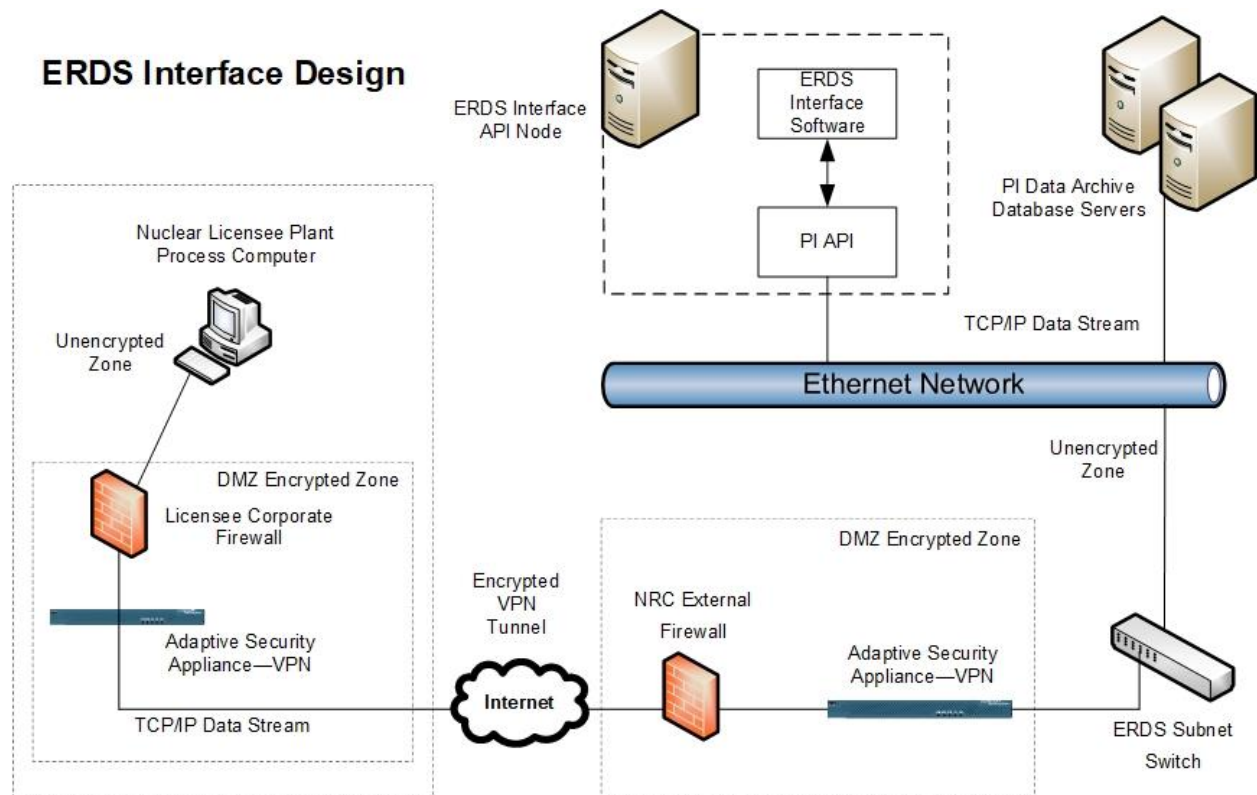 ERDS Interface Design
ERDS Interface
API Node
ERDS
Interface
Software
PI API
PI Data Archive
Database Servers
TCP/IP Data Stream
Ethernet Network
Unencrypted
Zone
Nuclear Licensee Plant
Process Computer
Unencrypted
Zone
DMZ Encrypted Zone
Licensee Corporate
Firewall
Adaptive Security
Appliance—VPN
TCP/IP Data Stream
Encrypted
VPN
Tunnel
Internet
DMZ Encrypted Zone
NRC External
Firewall
Adaptive Security
Appliance—VPN
ERDS Subnet
Switch